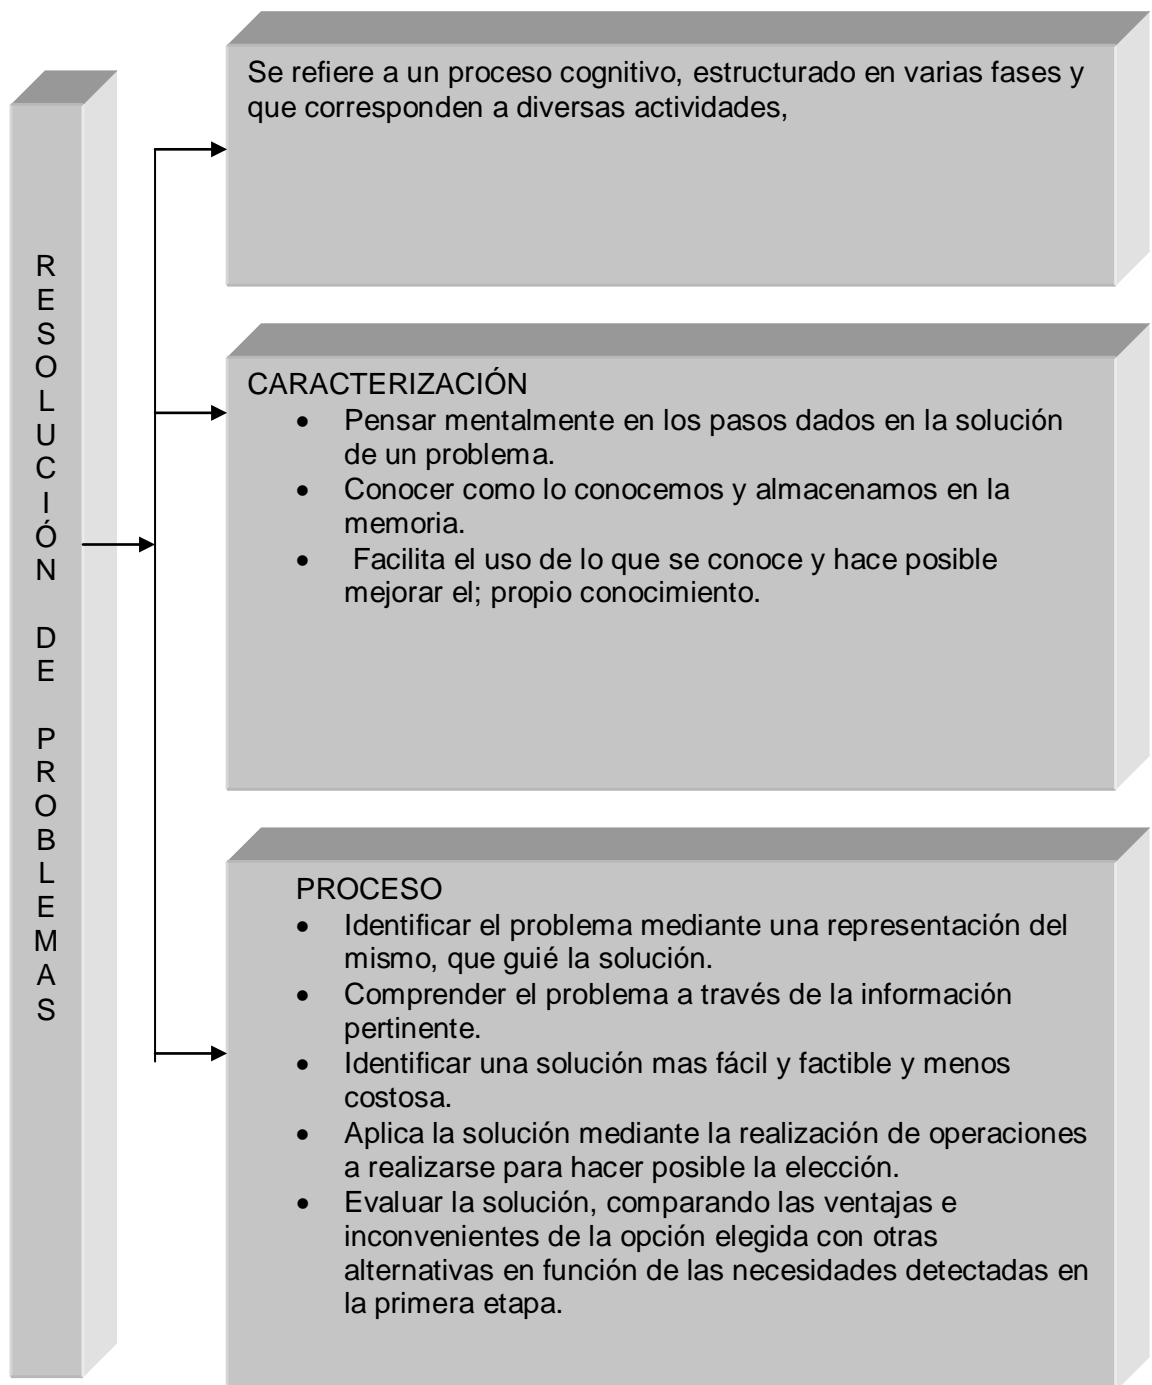 RESOLUCIÓN DE PROBLEMAS
Se refiere a un proceso cognitivo, estructurado en varias fases y
que corresponden a diversas actividades,
CARACTERIZACIÓN
• Pensar mentalmente en los pasos dados en la solución
de un problema.
• Conocer como lo conocemos y almacenamos en la
memoria.
• Facilita el uso de lo que se conoce y hace posible
mejorar el; propio conocimiento.
PROCESO
• Identificar el problema mediante una representación del
mismo, que guié la solución.
• Comprender el problema a través de la información
pertinente.
• Identificar una solución mas fácil y factible y menos
costosa.
• Aplica la solución mediante la realización de operaciones
a realizarse para hacer posible la elección.
• Evaluar la solución, comparando las ventajas e
inconvenientes de la opción elegida con otras
alternativas en función de las necesidades detectadas en
la primera etapa.